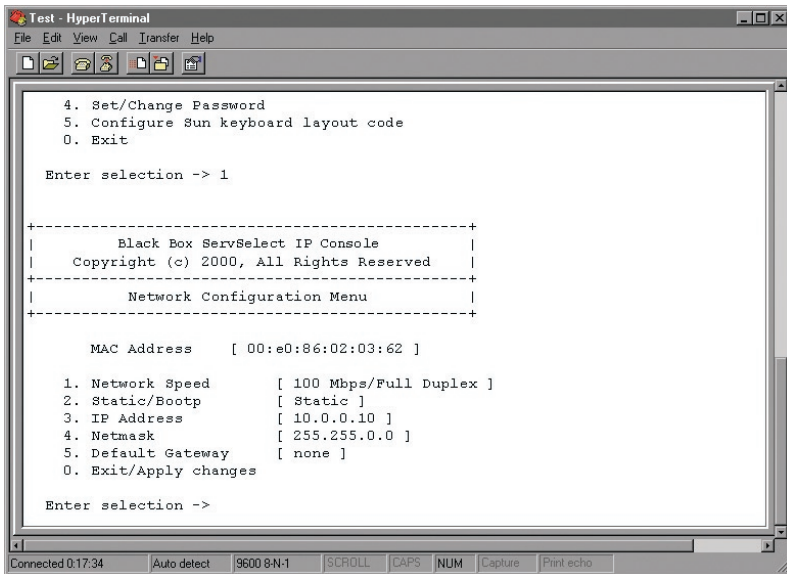 Test - HyperTerminal
File Edit View Call Transfer Help
4. Set/Change Password
5. Configure Sun keyboard layout code
0. Exit
Enter selection -> 1
+-----------------------------------------------+
| Black Box ServSelect IP Console |
| Copyright (c) 2000, All Rights Reserved |
+-----------------------------------------------+
| Network Configuration Menu |
+-----------------------------------------------+
MAC Address [ 00:e0:86:02:03:62 ]
1. Network Speed [ 100 Mbps/Full Duplex ]
2. Static/Bootp [ Static ]
3. IP Address [ 10.0.0.10 ]
4. Netmask [ 255.255.0.0 ]
5. Default Gateway [ none ]
0. Exit/Apply changes
Enter selection ->
Connected 0:17:34 Auto detect 9600 8-N-1 SCROLL CAPS NUM Capture Print echo